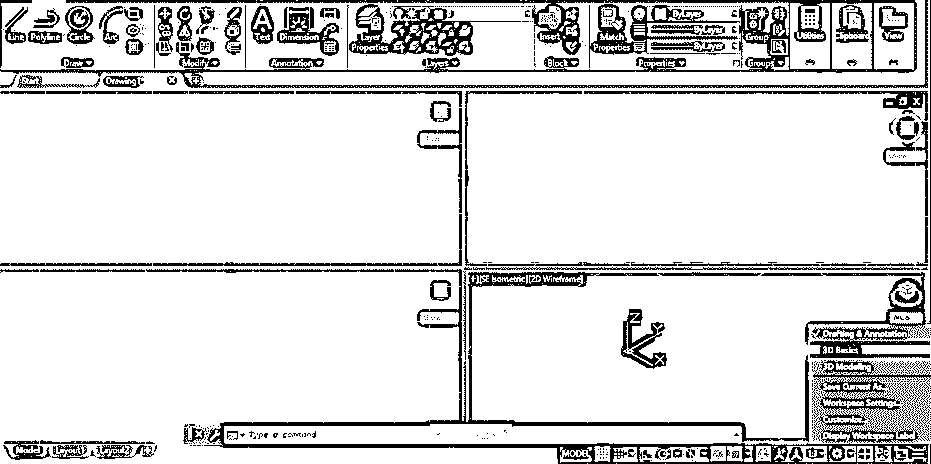 Line Polyline Circle Arc
Text Dimension
Layer Properties
Insert
Match Properties
ByLayer
ByLayer
ByLayer
Group
Utilities
Clipboard
View
Draw
Modify
Annotation
Layers
Block
Properties
Groups
Start
Drawing1*
[-][SE Isometric][2D Wireframe]
Z
Y
X
Drafting & Annotation
3D Basics
3D Modeling
Save Current As...
Workspace Settings...
Customize...
Display Workspace Label
Type a command
Model Layout1 Layout2
MODEL